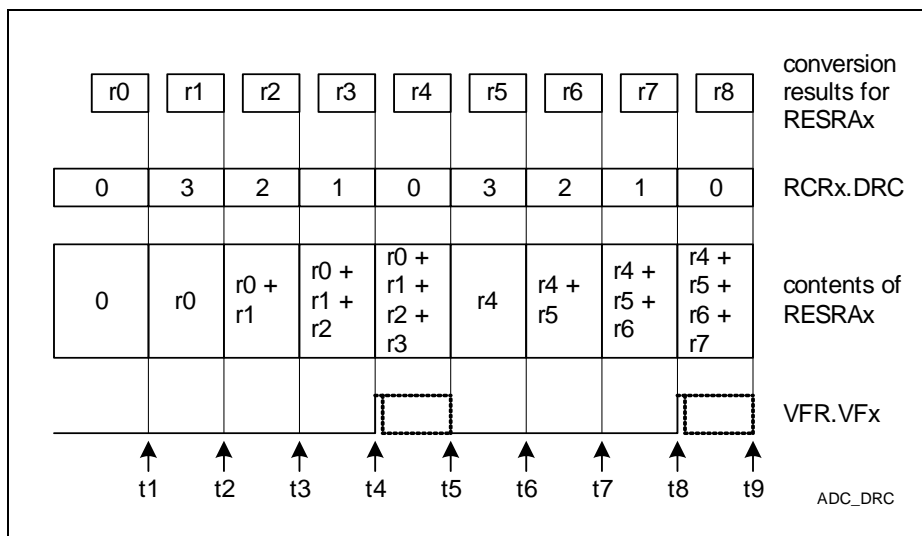 conversion
results for
RESRAx
r0 r1 r2 r3 r4 r5 r6 r7 r8
0 3 2 1 0 3 2 1 0 RCRx.DRC
0
r0
r0 +
r1
r0 +
r1 +
r2
r0 +
r1 +
r2 +
r3
r4
r4 +
r5
r4 +
r5 +
r6
r4 +
r5 +
r6 +
r7
contents of
RESRAx
VFR.VFx
t1 t2 t3 t4 t5 t6 t7 t8 t9
ADC_DRC